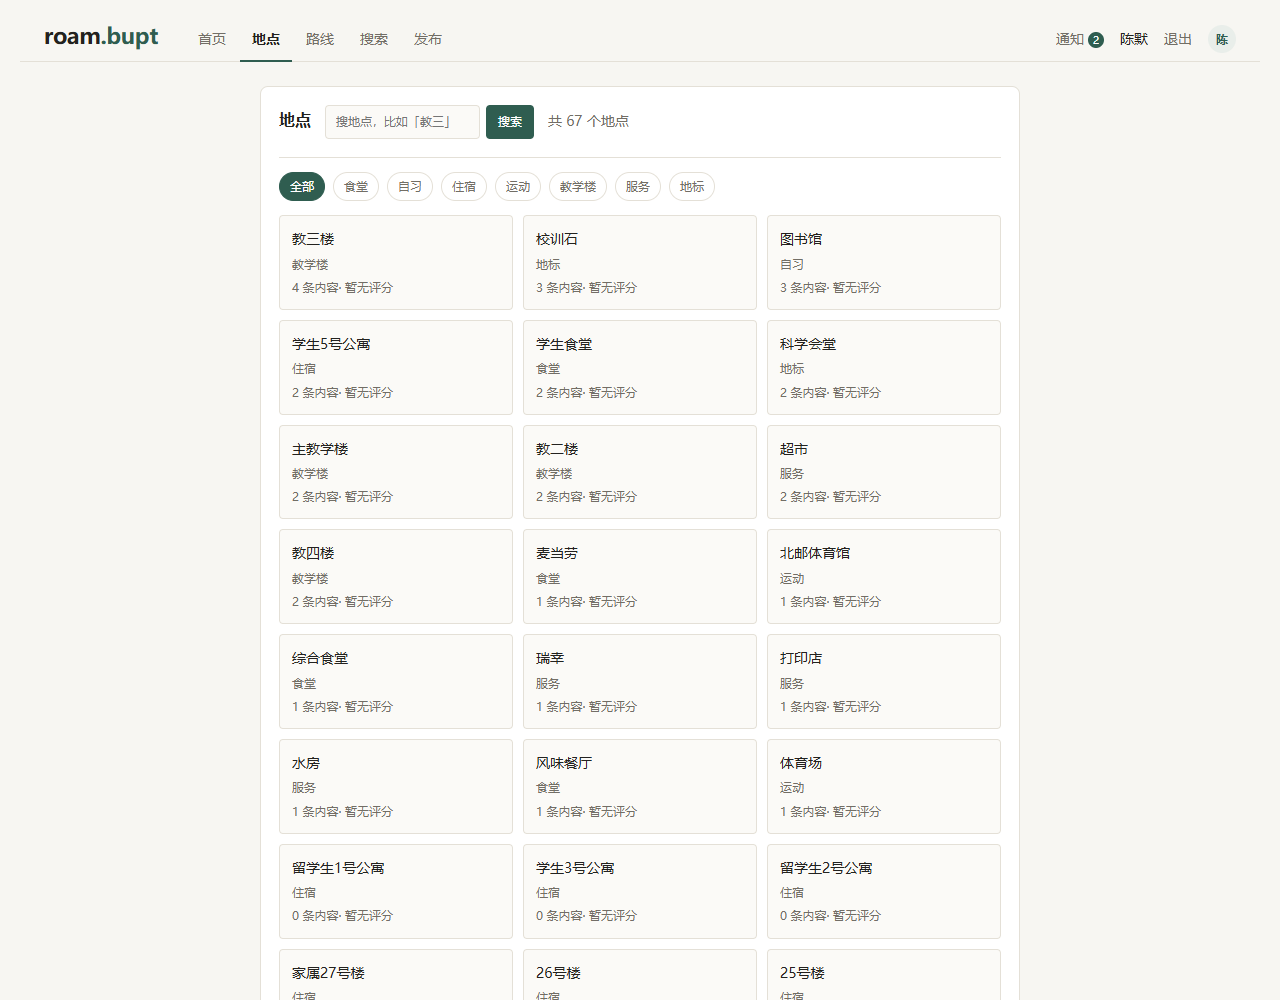 roam.bupt 首页 地点 路线 搜索 发布 通知 2 陈默 退出 陈
地点 搜地点，比如「教三」 搜索 共 67 个地点
全部 食堂 自习 住宿 运动 教学楼 服务 地标
教三楼
教学楼
4 条内容· 暂无评分
校训石
地标
3 条内容· 暂无评分
图书馆
自习
3 条内容· 暂无评分
学生5号公寓
住宿
2 条内容· 暂无评分
学生食堂
食堂
2 条内容· 暂无评分
科学会堂
地标
2 条内容· 暂无评分
主教学楼
教学楼
2 条内容· 暂无评分
教二楼
教学楼
2 条内容· 暂无评分
超市
服务
2 条内容· 暂无评分
教四楼
教学楼
2 条内容· 暂无评分
麦当劳
食堂
1 条内容· 暂无评分
北邮体育馆
运动
1 条内容· 暂无评分
综合食堂
食堂
1 条内容· 暂无评分
瑞幸
服务
1 条内容· 暂无评分
打印店
服务
1 条内容· 暂无评分
水房
服务
1 条内容· 暂无评分
风味餐厅
食堂
1 条内容· 暂无评分
体育场
运动
1 条内容· 暂无评分
留学生1号公寓
住宿
0 条内容· 暂无评分
学生3号公寓
住宿
0 条内容· 暂无评分
留学生2号公寓
住宿
0 条内容· 暂无评分
家属27号楼
住宿
26号楼
住宿
25号楼
住宿